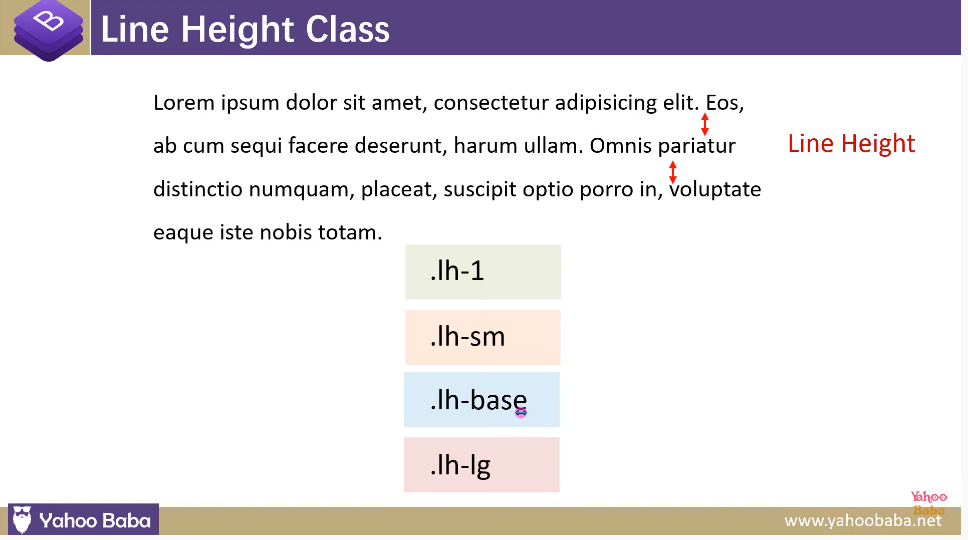 B
Line Height Class
Lorem ipsum dolor sit amet, consectetur adipisicing elit. Eos,
ab cum sequi facere deserunt, harum ullam. Omnis pariatur
distinctio numquam, placeat, suscipit optio porro in, voluptate
eaque iste nobis totam.
Line Height
.lh-1
.lh-sm
.lh-base
.lh-lg
Yahoo Baba
Yahoo
Baba
www.yahoobaba.net